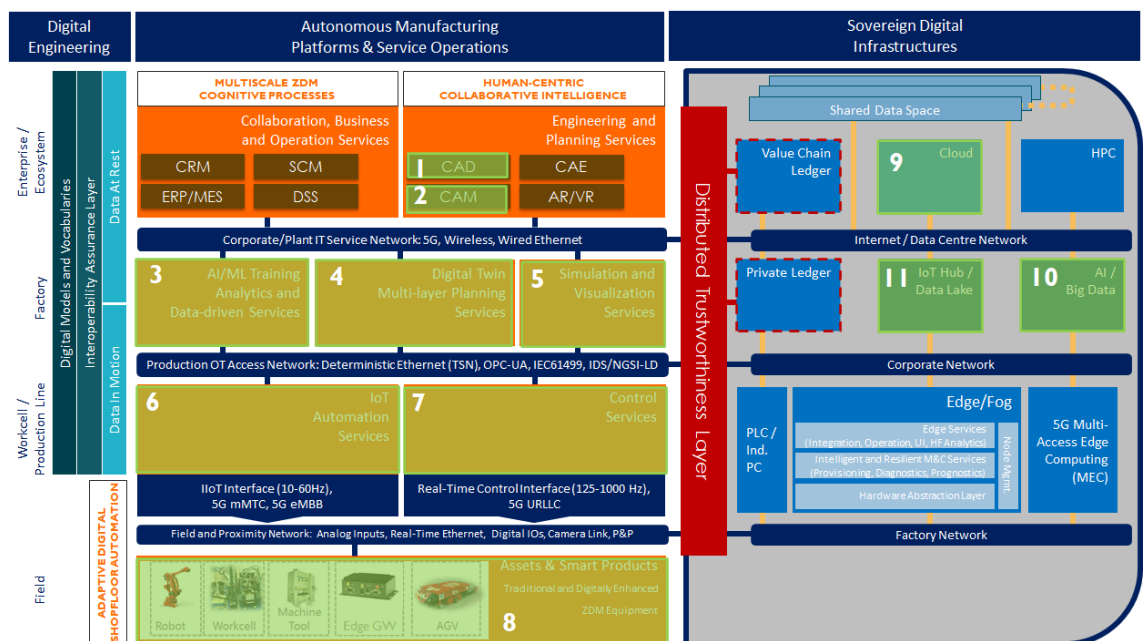 Digital
Engineering
Autonomous Manufacturing
Platforms & Service Operations
Sovereign Digital
Infrastructures
Enterprise /
Ecosystem
Factory
Workcell /
Production Line
Field
Digital Models and Vocabularies
Interoperability Assurance Layer
Data At Rest
Data In Motion
ADAPTIVE DIGITAL
SHOPFLOOR AUTOMATION
MULTISCALE ZDM
COGNITIVE PROCESSES
HUMAN-CENTRIC
COLLABORATIVE INTELLIGENCE
Collaboration, Business
and Operation Services
CRM
SCM
ERP/MES
DSS
Engineering and
Planning Services
1 CAD
CAE
2 CAM
AR/VR
Corporate/Plant IT Service Network: 5G, Wireless, Wired Ethernet
3
AI/ML Training
Analytics and
Data-driven Services
4
Digital Twin
Multi-layer Planning
Services
5
Simulation and
Visualization
Services
Production OT Access Network: Deterministic Ethernet (TSN), OPC-UA, IEC61499, IDS/NGSI-LD
6
IoT
Automation
Services
7
Control
Services
IIoT Interface (10-60Hz),
5G mMTC, 5G eMBB
Real-Time Control Interface (125-1000 Hz),
5G URLLC
Field and Proximity Network: Analog Inputs, Real-Time Ethernet, Digital IOs, Camera Link, P&P
Robot
Workcell
Machine
Tool
Edge GW
AGV
Assets & Smart Products
Traditional and Digitally Enhanced
ZDM Equipment
8
Distributed Trustworthiness Layer
Shared Data Space
Value Chain
Ledger
9
Cloud
HPC
Internet / Data Centre Network
Private Ledger
11
IoT Hub /
Data Lake
10
AI /
Big Data
Corporate Network
PLC /
Ind.
PC
Edge/Fog
Edge Services
(Integration, Operation, UI, HF Analytics)
Intelligent and Resilient M&C Services
(Provisioning, Diagnostics, Prognostics)
Hardware Abstraction Layer
Node Mgmt.
5G Multi-
Access Edge
Computing
(MEC)
Factory Network